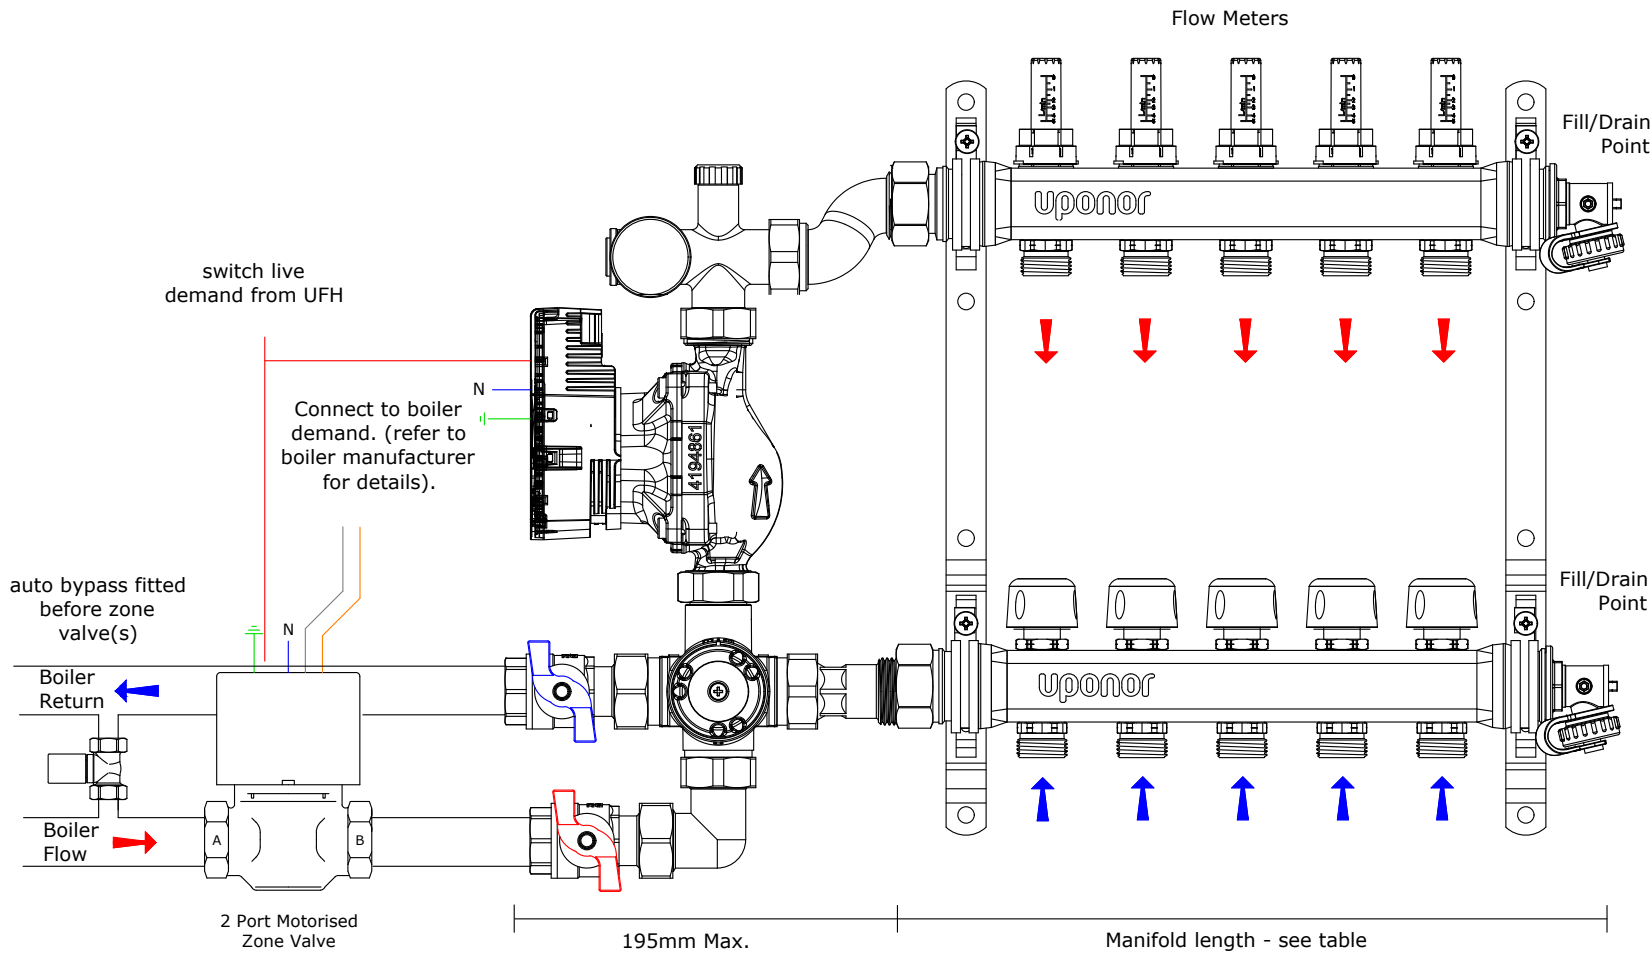 Flow Meters
Fill/Drain
Point
uponor
switch live
demand from UFH
N
Connect to boiler
demand. (refer to
boiler manufacturer
for details).
4194861
auto bypass fitted
before zone
valve(s)
N
Fill/Drain
Point
Boiler
Return
uponor
Boiler
Flow
A
B
2 Port Motorised
Zone Valve
195mm Max.
Manifold length - see table